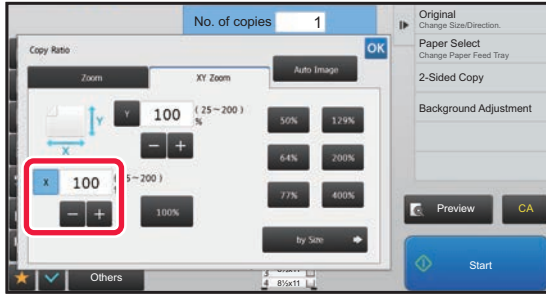 No. of copies 1
Original
Change Size/Direction.
Paper Select
Change Paper Feed Tray
2-Sided Copy
Background Adjustment
Preview CA
Start
Copy Ratio
OK
Zoom
XY Zoom
Auto Image
Y
X
Y 100 (25~200)
%
− +
X 100 5~200)
− +
100%
50% 129%
64% 200%
77% 400%
by Size
Others
4 8½x11